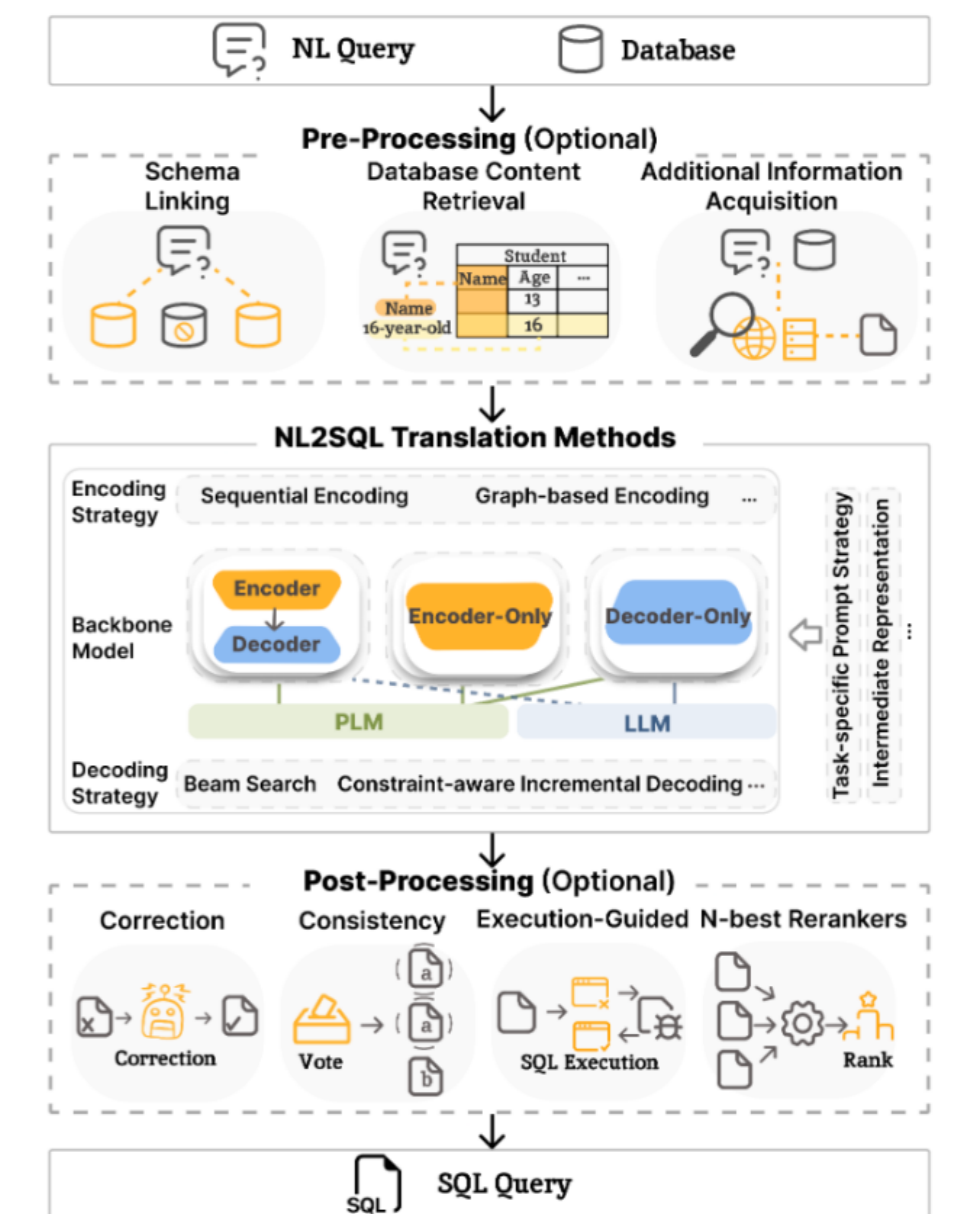 NL Query
Database
Pre-Processing (Optional)
Schema
Linking
Database Content
Retrieval
Additional Information
Acquisition
Student
Name
Age
...
13
16
Name
16-year-old
NL2SQL Translation Methods
Encoding
Strategy
Sequential Encoding
Graph-based Encoding
...
Backbone
Model
Encoder
Decoder
Encoder-Only
Decoder-Only
PLM
LLM
Decoding
Strategy
Beam Search
Constraint-aware Incremental Decoding ...
Task-specific Prompt Strategy
Intermediate Representation
...
Post-Processing (Optional)
Correction
Consistency
Execution-Guided
N-best Rerankers
x
Correction
Vote
a
a
b
SQL Execution
Rank
SQL
SQL Query